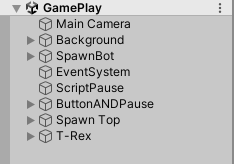 GamePlay
Main Camera
Background
SpawnBot
EventSystem
ScriptPause
ButtonANDPause
Spawn Top
T-Rex